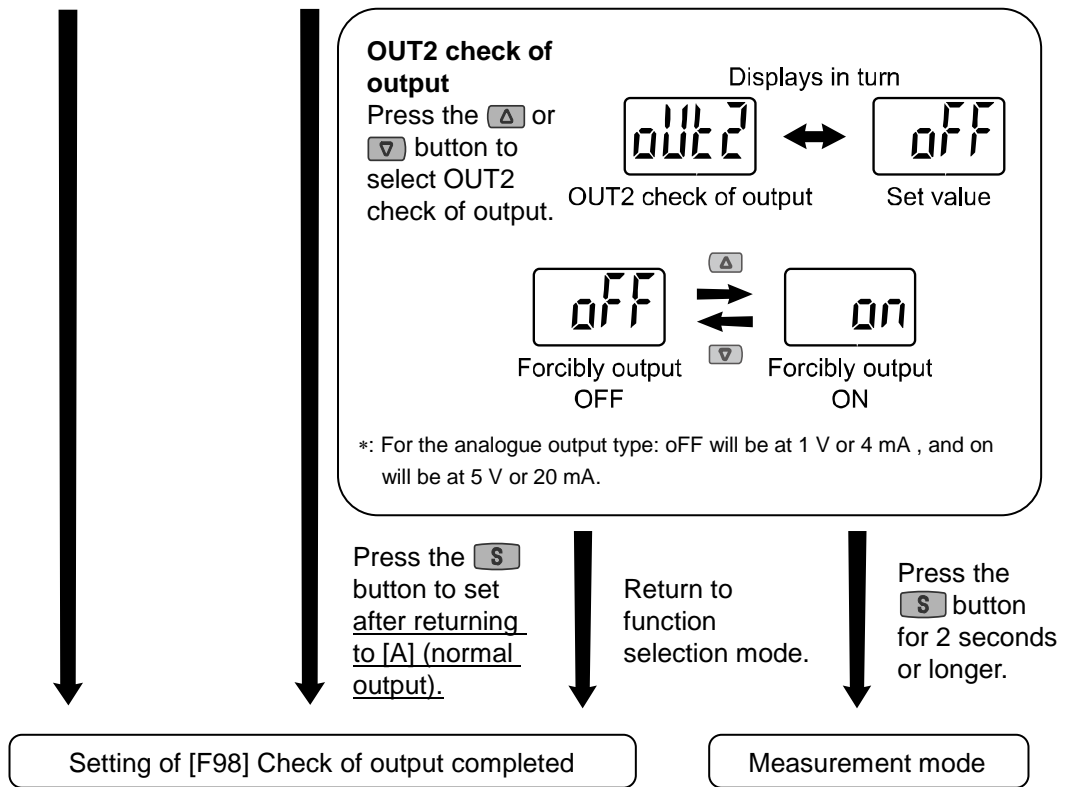 OUT2 check of
output
Press the △ or
▽ button to
select OUT2
check of output.
Displays in turn
oUt2
oFF
OUT2 check of output
Set value
△
oFF
on
▽
Forcibly output
OFF
Forcibly output
ON
*: For the analogue output type: oFF will be at 1 V or 4 mA , and on
will be at 5 V or 20 mA.
Press the S
button to set
after returning
to [A] (normal
output).
Return to
function
selection mode.
Press the
S button
for 2 seconds
or longer.
Setting of [F98] Check of output completed
Measurement mode